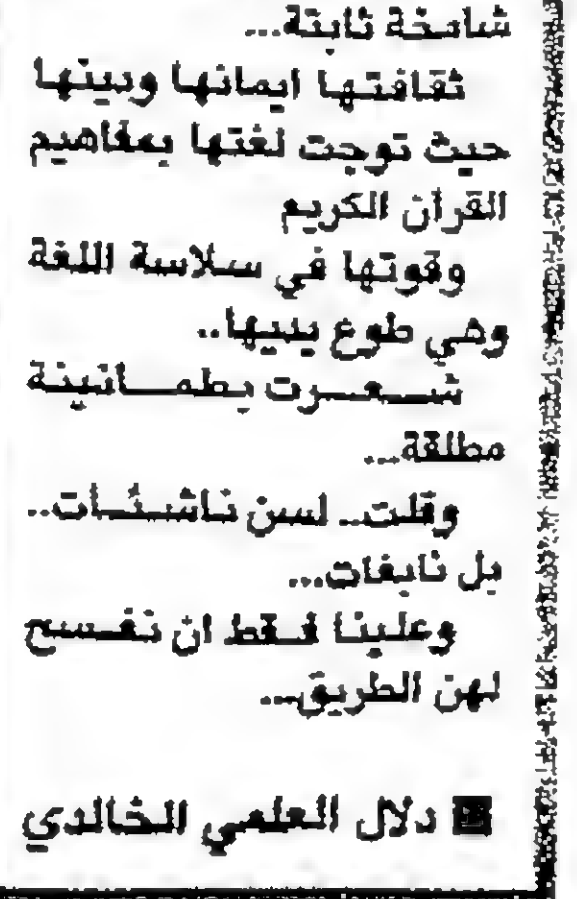 شامخة ثابتة...
ثقافتها ايمانها ودينها
حيث توجت لغتها بمفاهيم
القرآن الكريم
وقوتها في سلاسة اللغة
وهي طوع يديها..
شعرت بطمأنينة
مطلقة...
وقلت.. لسن ناشئات..
بل نابغات...
وعلينا فقط ان نفسح
لهن الطريق...
دلال العلمي الخالدي